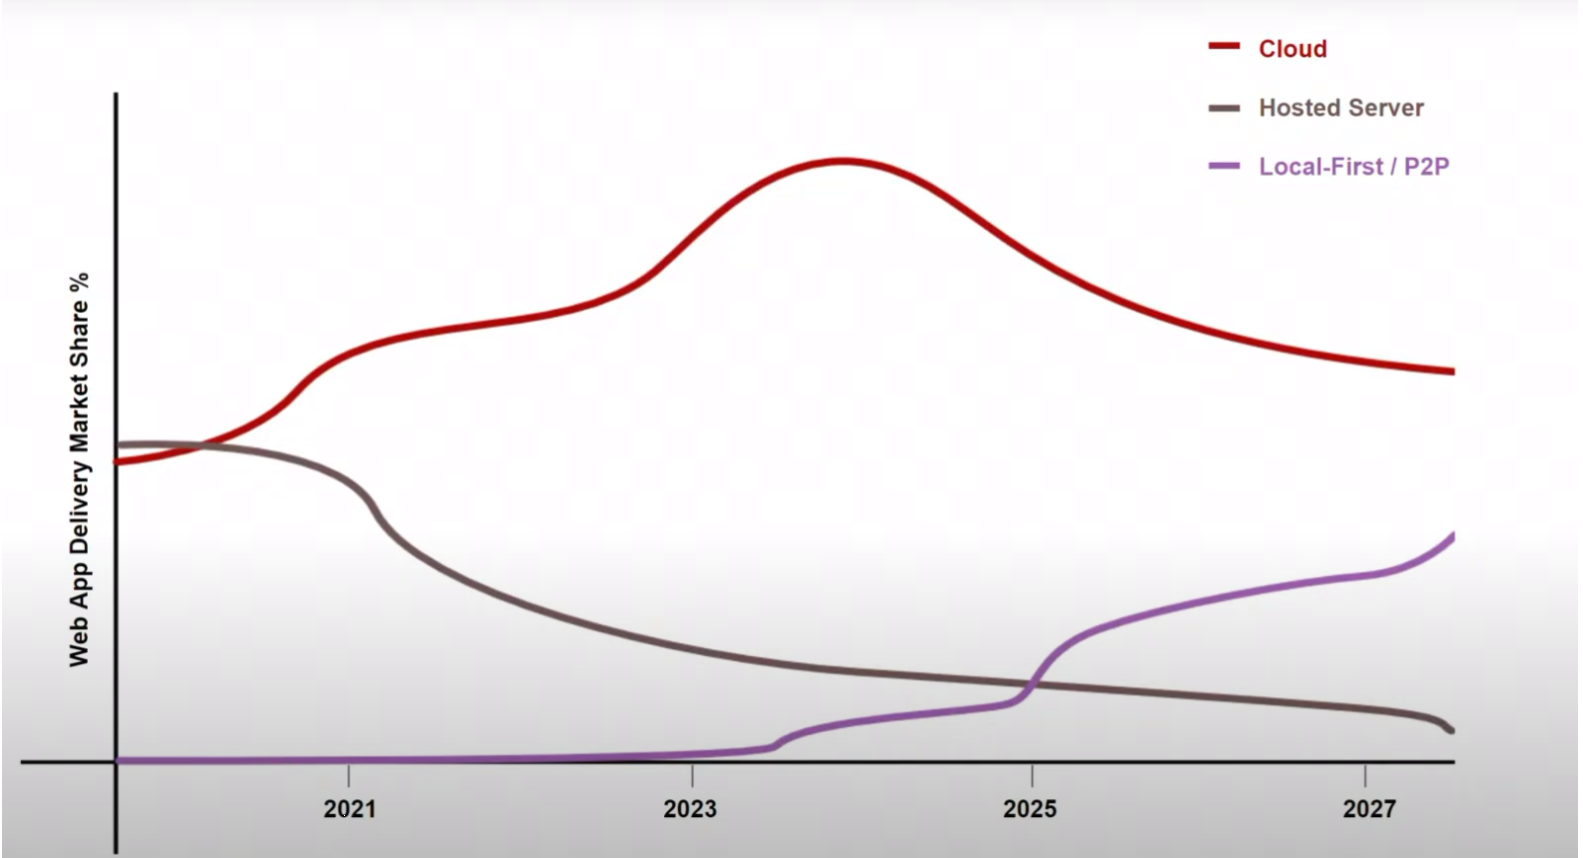 Cloud
Hosted Server
Local-First / P2P
Web App Delivery Market Share %
2021
2023
2025
2027